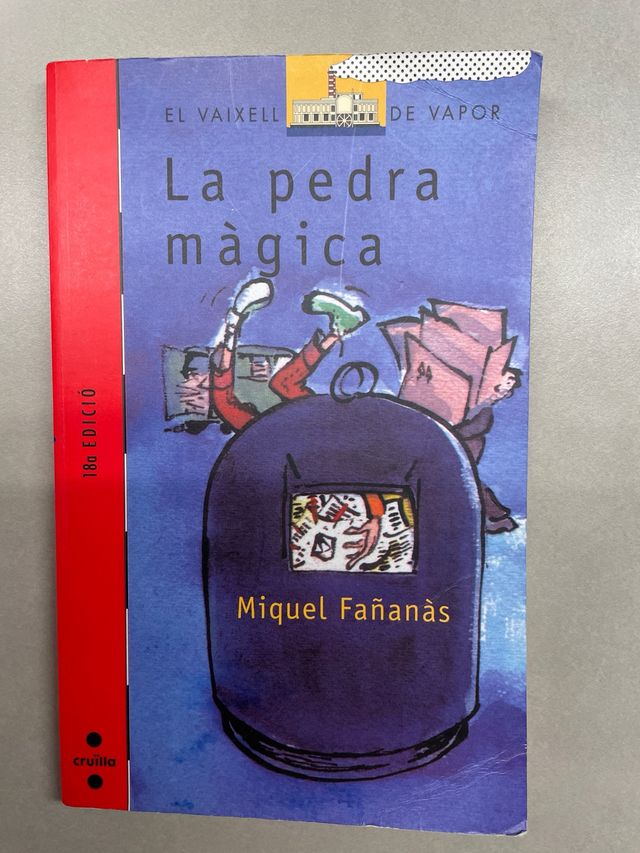 EL VAIXELL DE VAPOR
La pedra
màgica
18a EDICIÓ
Miquel Fañanàs
cruïlla